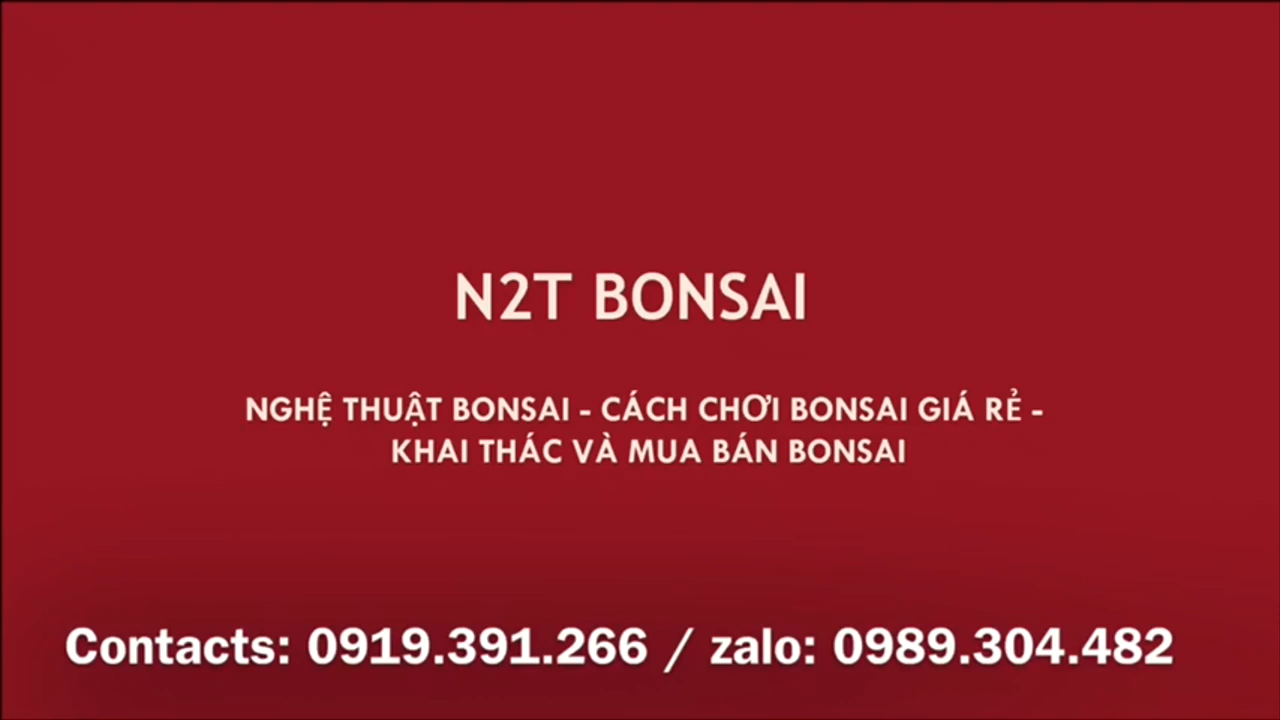 N2T BONSAI
NGHỆ THUẬT BONSAI - CÁCH CHƠI BONSAI GIÁ RẺ -
KHAI THÁC VÀ MUA BÁN BONSAI
Contacts: 0919.391.266 / zalo: 0989.304.482